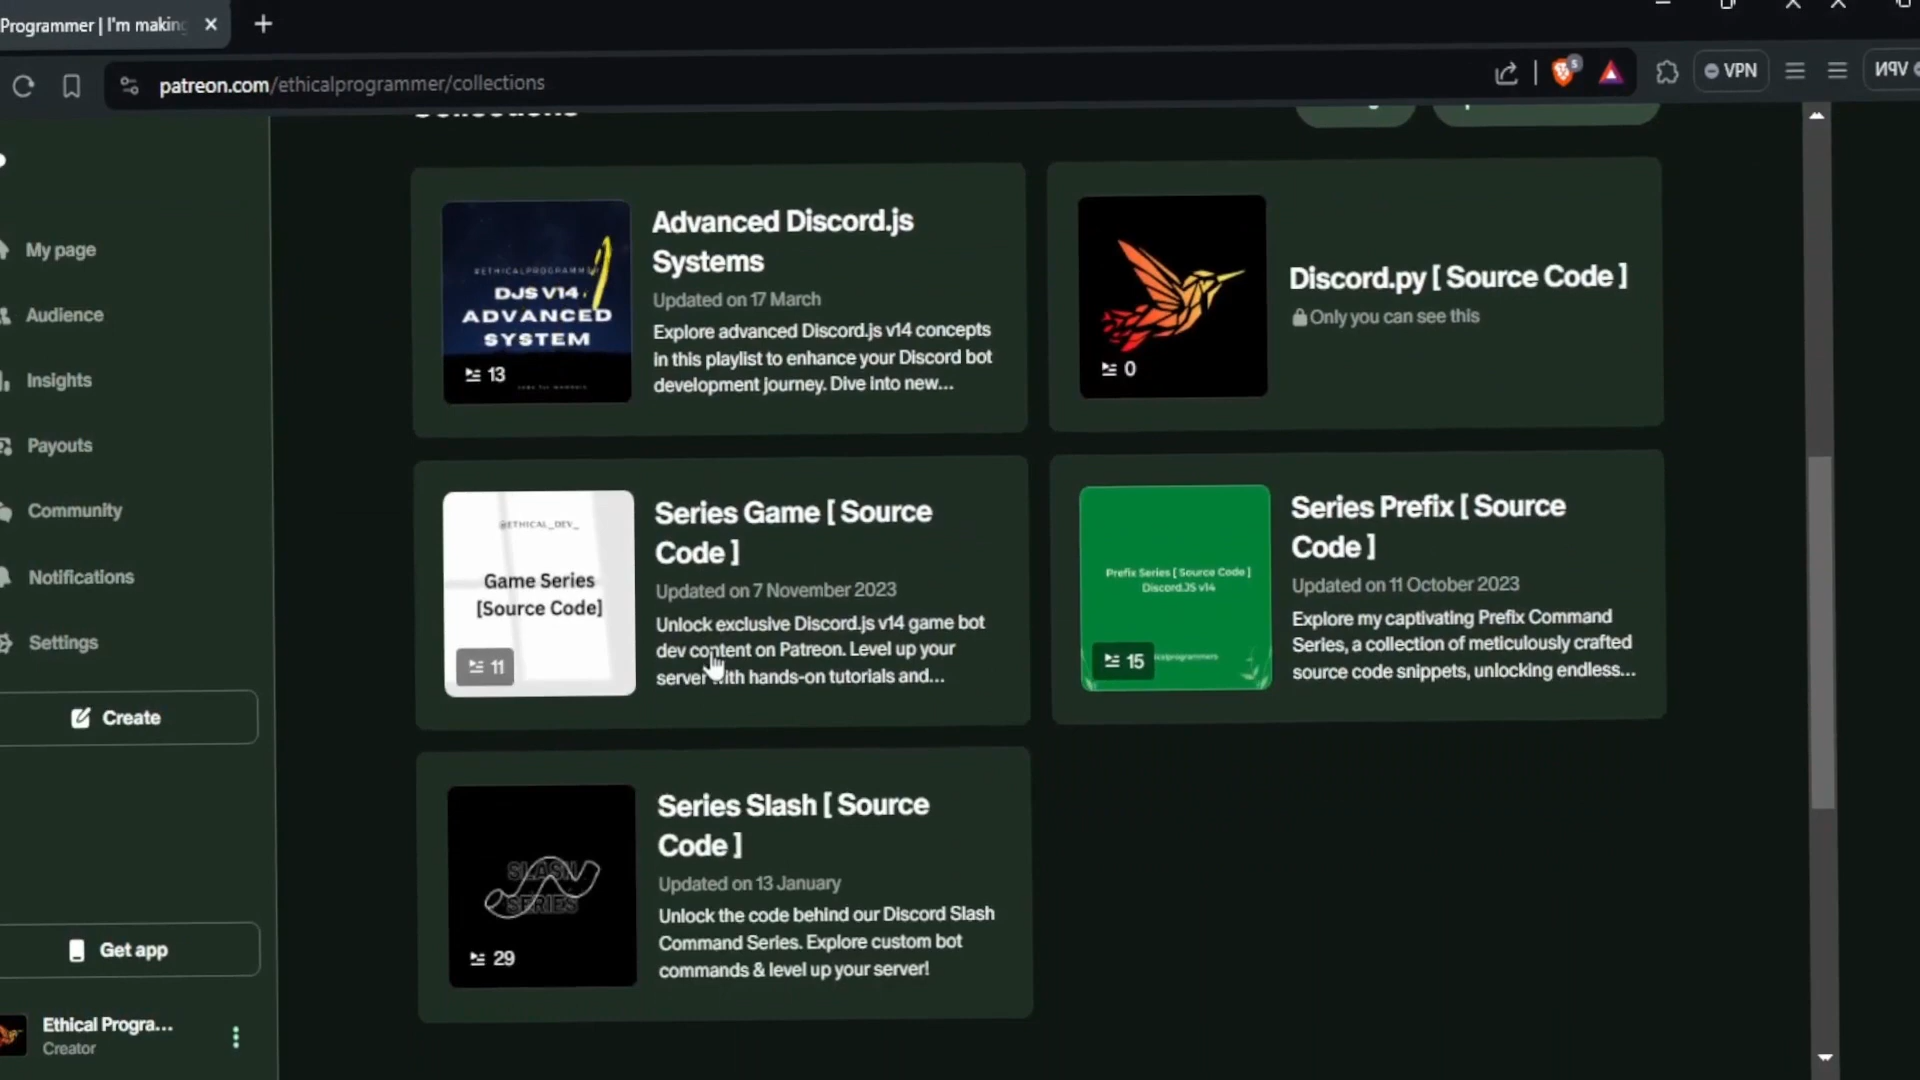 Programmer | I'm making
patreon.com/ethicalprogrammer/collections
5
VPN
VPN
Collections
My page
Audience
Insights
Payouts
Community
Notifications
Settings
Create
Get app
Ethical Progra...
Creator
#ETHICALPROGRAMMER
DJS V14
ADVANCED
SYSTEM
13
Advanced Discord.js
Systems
Updated on 17 March
Explore advanced Discord.js v14 concepts
in this playlist to enhance your Discord bot
development journey. Dive into new...
0
Discord.py [ Source Code ]
Only you can see this
@ETHICAL_DEV_
Game Series
[Source Code]
11
Series Game [ Source
Code ]
Updated on 7 November 2023
Unlock exclusive Discord.js v14 game bot
dev content on Patreon. Level up your
server with hands-on tutorials and...
Prefix Series [ Source Code ]
Discord.JS v14
15
Series Prefix [ Source
Code ]
Updated on 11 October 2023
Explore my captivating Prefix Command
Series, a collection of meticulously crafted
source code snippets, unlocking endless...
SLASH
SERIES
29
Series Slash [ Source
Code ]
Updated on 13 January
Unlock the code behind our Discord Slash
Command Series. Explore custom bot
commands & level up your server!